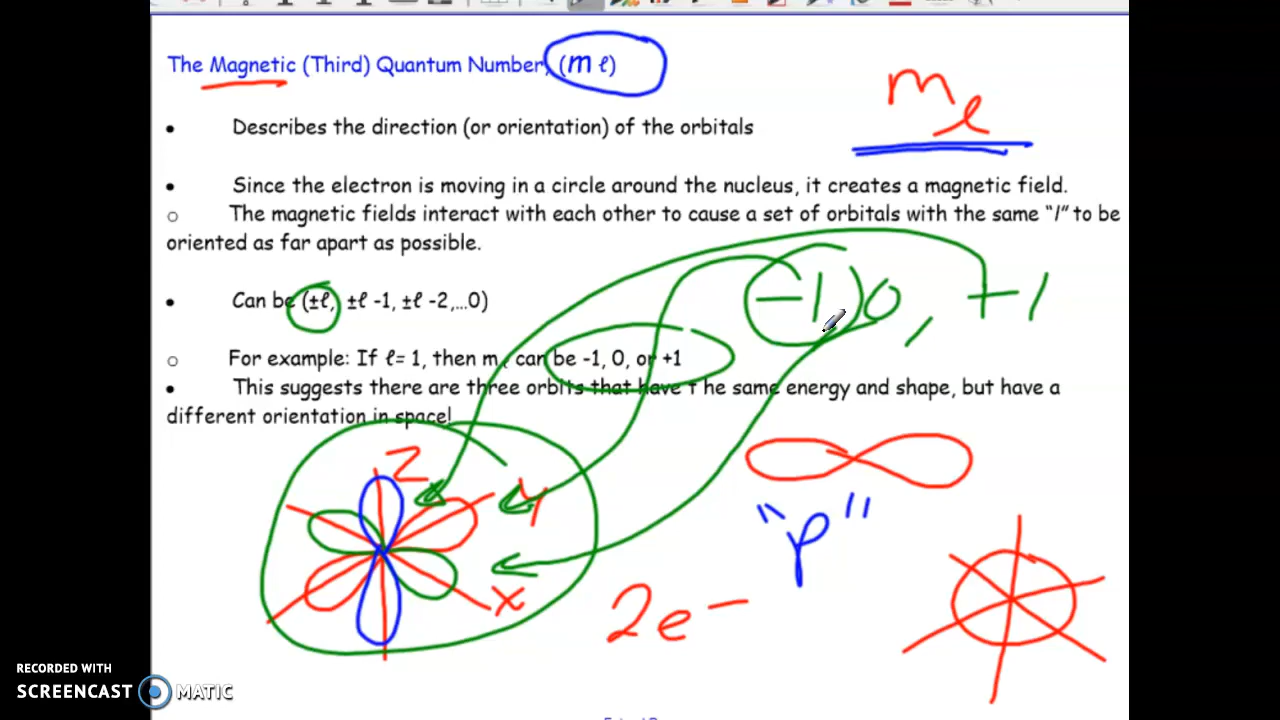 The Magnetic (Third) Quantum Number, (m ℓ)
m ℓ
• Describes the direction (or orientation) of the orbitals
• Since the electron is moving in a circle around the nucleus, it creates a magnetic field.
o The magnetic fields interact with each other to cause a set of orbitals with the same "l" to be
oriented as far apart as possible.
-1, 0, +1
• Can be (±ℓ, ±ℓ -1, ±ℓ -2,...0)
o For example: If ℓ= 1, then m can be -1, 0, or +1
• This suggests there are three orbits that have the same energy and shape, but have a
different orientation in space!
z
y
x
"p"
2e-
RECORDED WITH
SCREENCAST MATIC